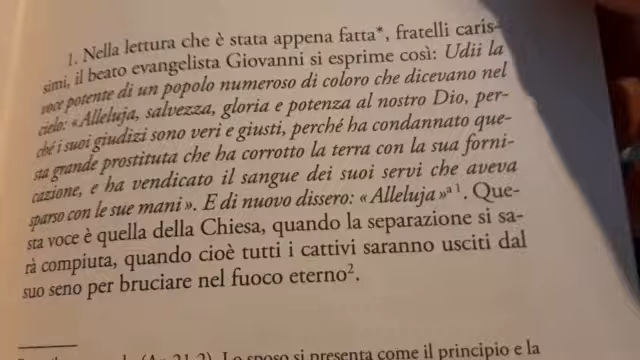 1. Nella lettura che è stata appena fatta*, fratelli caris-
simi, il beato evangelista Giovanni si esprime così: Udii la
voce potente di un popolo numeroso di coloro che dicevano nel
cielo: «Alleluja, salvezza, gloria e potenza al nostro Dio, per-
ché i suoi giudizi sono veri e giusti, perché ha condannato que-
sta grande prostituta che ha corrotto la terra con la sua forni-
cazione, e ha vendicato il sangue dei suoi servi che aveva
sparso con le sue mani». E di nuovo dissero: «Alleluja»a1. Que-
sta voce è quella della Chiesa, quando la separazione si sa-
rà compiuta, quando cioè tutti i cattivi saranno usciti dal
suo seno per bruciare nel fuoco eterno2.
(Ap 21,2). Lo sposo si presenta come il principio e la